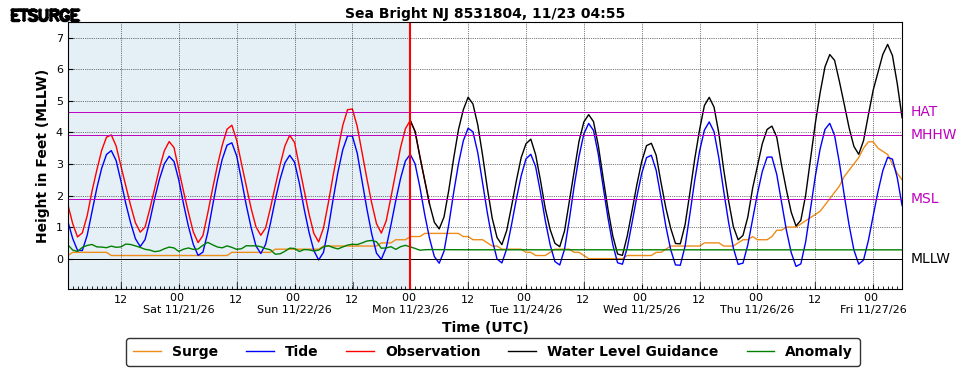 ETSURGE
Sea Bright NJ 8531804, 11/23 04:55
Height in Feet (MLLW)
7
6
5
4
3
2
1
0
HAT
MHHW
MSL
MLLW
12 00 12 00 12 00 12 00 12 00 12 00 12 00
Sat 11/21/26 Sun 11/22/26 Mon 11/23/26 Tue 11/24/26 Wed 11/25/26 Thu 11/26/26 Fri 11/27/26
Time (UTC)
Surge Tide Observation Water Level Guidance Anomaly